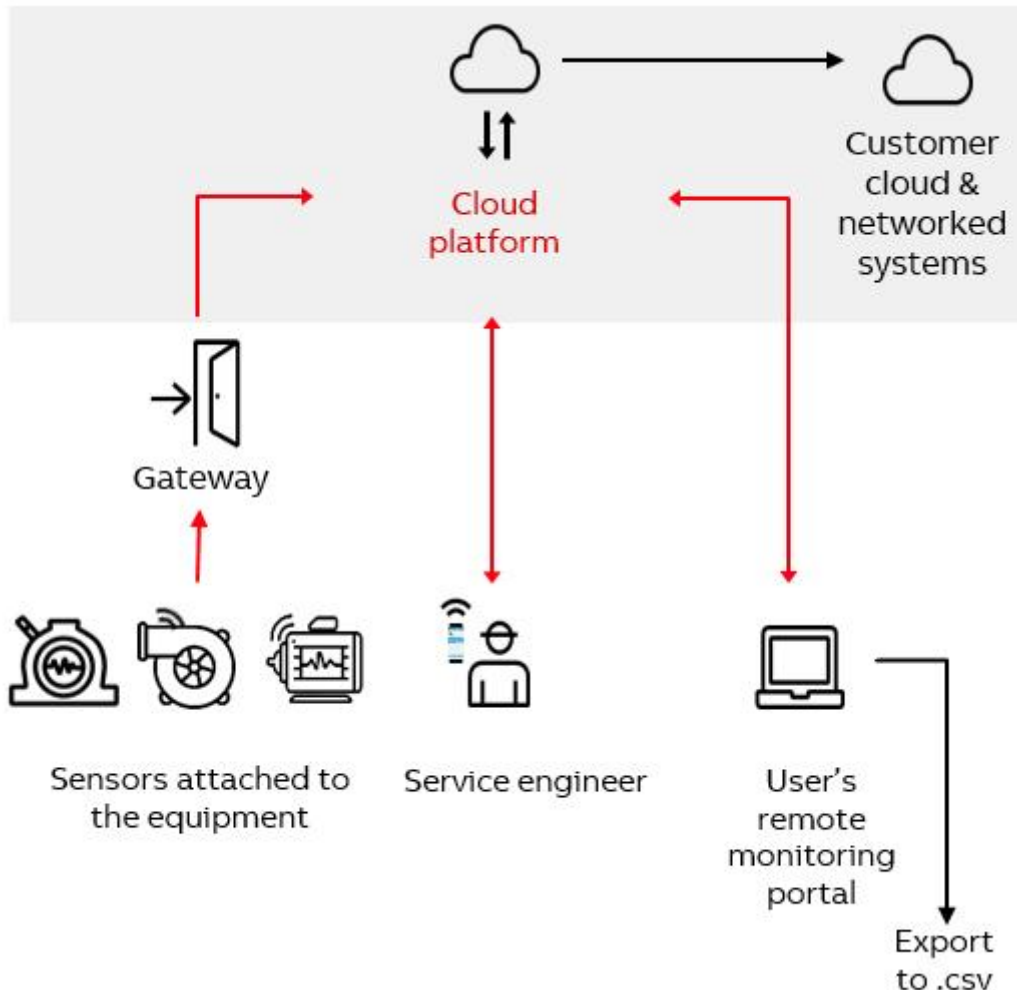 Customer
cloud &
networked
systems
Cloud
platform
Gateway
Sensors attached to
the equipment
Service engineer
User's
remote
monitoring
portal
Export
to .csv